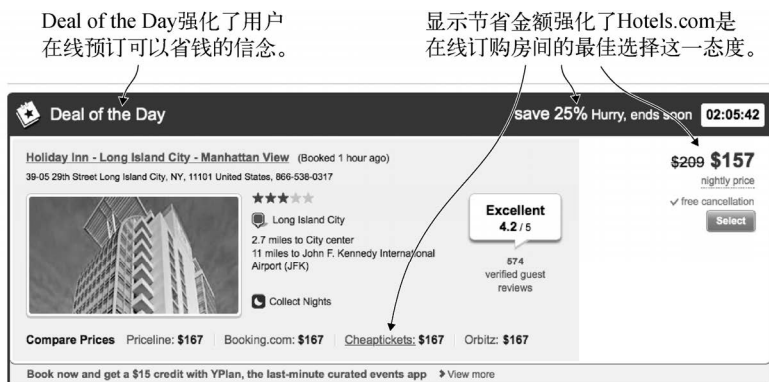 Deal of the Day强化了用户
在线预订可以省钱的信念。
显示节省金额强化了Hotels.com是
在线订购房间的最佳选择这一态度。
Deal of the Day
save 25% Hurry, ends soon 02:05:42
Holiday Inn - Long Island City - Manhattan View (Booked 1 hour ago)
39-05 29th Street Long Island City, NY, 11101 United States, 866-538-0317
Long Island City
2.7 miles to City center
11 miles to John F. Kennedy International
Airport (JFK)
Collect Nights
Excellent
4.2 / 5
574
verified guest
reviews
$209 $157
nightly price
free cancellation
Select
Compare Prices Priceline: $167 Booking.com: $167 Cheaptickets: $167 Orbitz: $167
Book now and get a $15 credit with YPlan, the last-minute curated events app View more